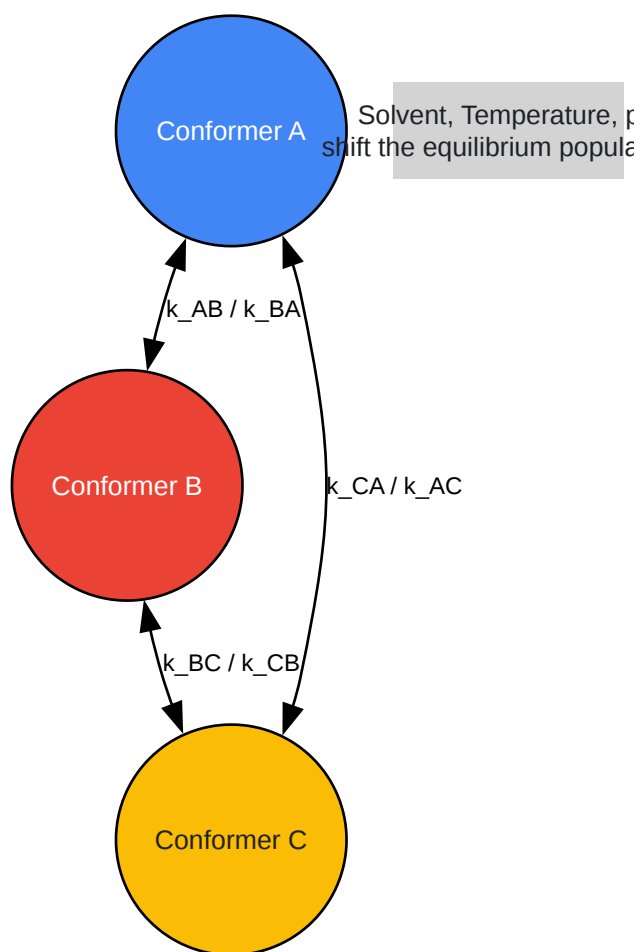 Conformer A
Solvent, Temperature,
shift the equilibrium
k_AB / k_BA
Conformer B
k_CA / k_AC
k_BC / k_CB
Conformer C